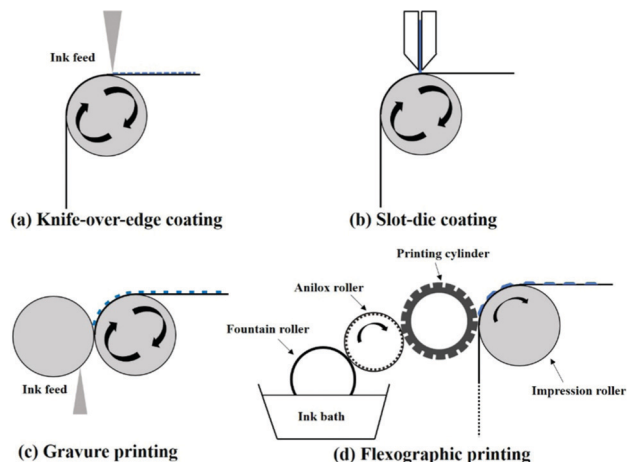 Ink feed
(a) Knife-over-edge coating
(b) Slot-die coating
Printing cylinder
Anilox roller
Fountain roller
Ink feed
Ink bath
Impression roller
(c) Gravure printing
(d) Flexographic printing